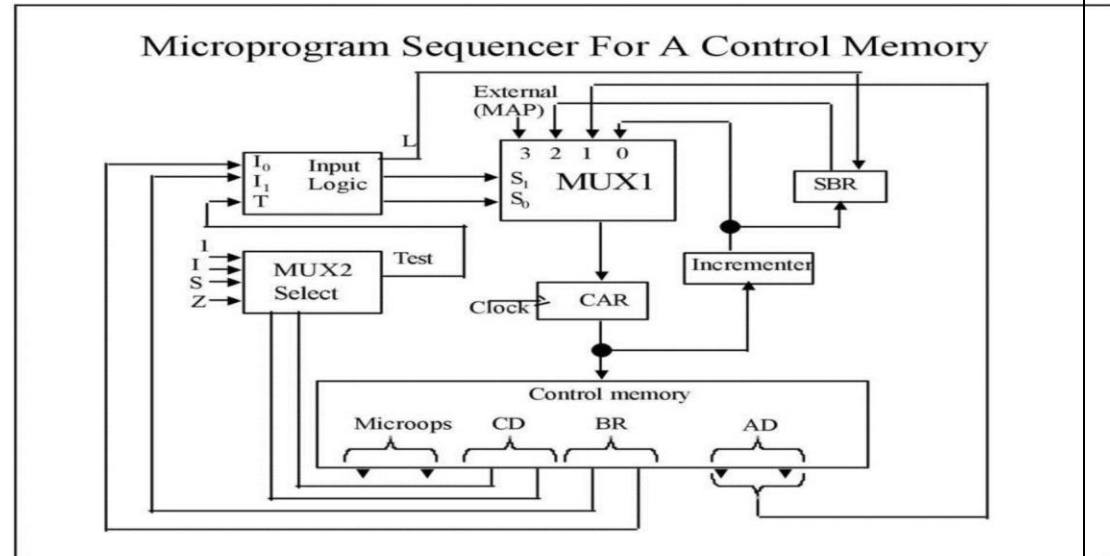 Microprogram Sequencer For A Control Memory
External
(MAP)
L
I0
I1
T
Input
Logic
3 2 1 0
S1
S0
MUX1
SBR
1
I
S
Z
MUX2
Select
Test
Incrementer
Clock
CAR
Control memory
Microops CD BR AD